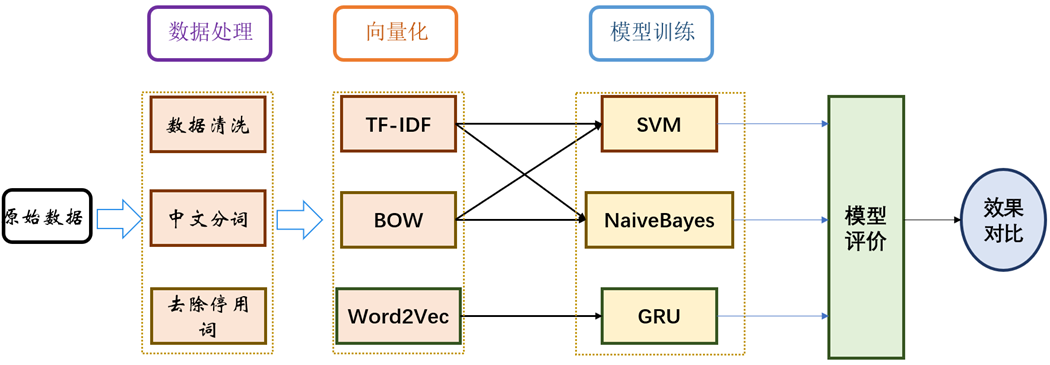 数据处理
向量化
模型训练
原始数据
数据清洗
中文分词
去除停用
词
TF-IDF
BOW
Word2Vec
SVM
NaiveBayes
GRU
模型
评价
效果
对比